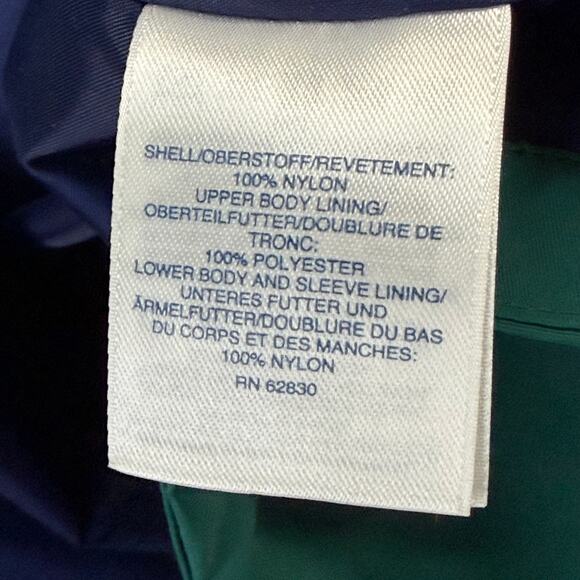 SHELL/OBERSTOFF/REVETEMENT:
100% NYLON
UPPER BODY LINING/
OBERTEILFUTTER/DOUBLURE DE
TRONC:
100% POLYESTER
LOWER BODY AND SLEEVE LINING/
UNTERES FUTTER UND
ÄRMELFUTTER/DOUBLURE DU BAS
DU CORPS ET DES MANCHES:
100% NYLON
RN 62830